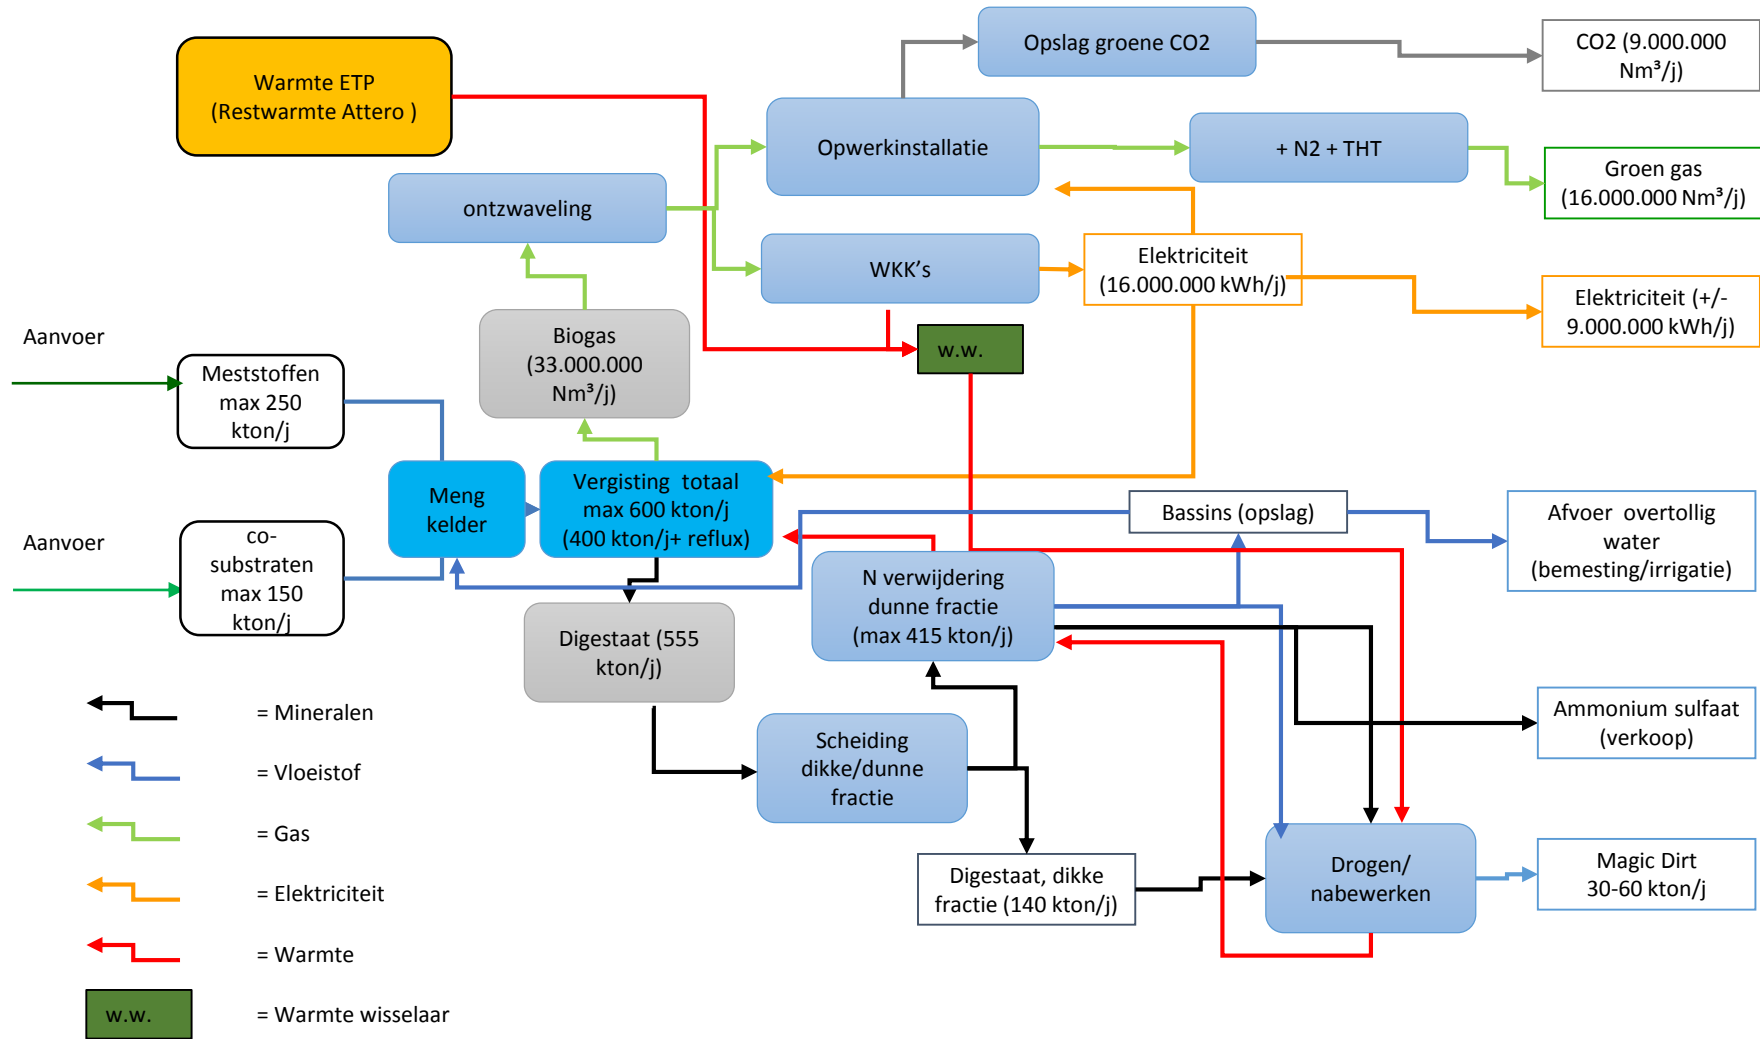 Opslag groene CO2
CO2 (9.000.000
Nm³/j)
Warmte ETP
(Restwarmte Attero )
Opwerkinstallatie
+ N2 + THT
Groen gas
(16.000.000 Nm³/j)
ontzwaveling
WKK's
Elektriciteit
(16.000.000 kWh/j)
Elektriciteit (+/-
9.000.000 kWh/j)
Biogas
(33.000.000
Nm³/j)
w.w.
Aanvoer
Meststoffen
max 250
kton/j
Meng
kelder
Vergisting totaal
max 600 kton/j
(400 kton/j+ reflux)
Bassins (opslag)
Afvoer overtollig
water
(bemesting/irrigatie)
Aanvoer
co-
substraten
max 150
kton/j
N verwijdering
dunne fractie
(max 415 kton/j)
Digestaat (555
kton/j)
Ammonium sulfaat
(verkoop)
Scheiding
dikke/dunne
fractie
Digestaat, dikke
fractie (140 kton/j)
Drogen/
nabewerken
Magic Dirt
30-60 kton/j
= Mineralen
= Vloeistof
= Gas
= Elektriciteit
= Warmte
w.w.
= Warmte wisselaar